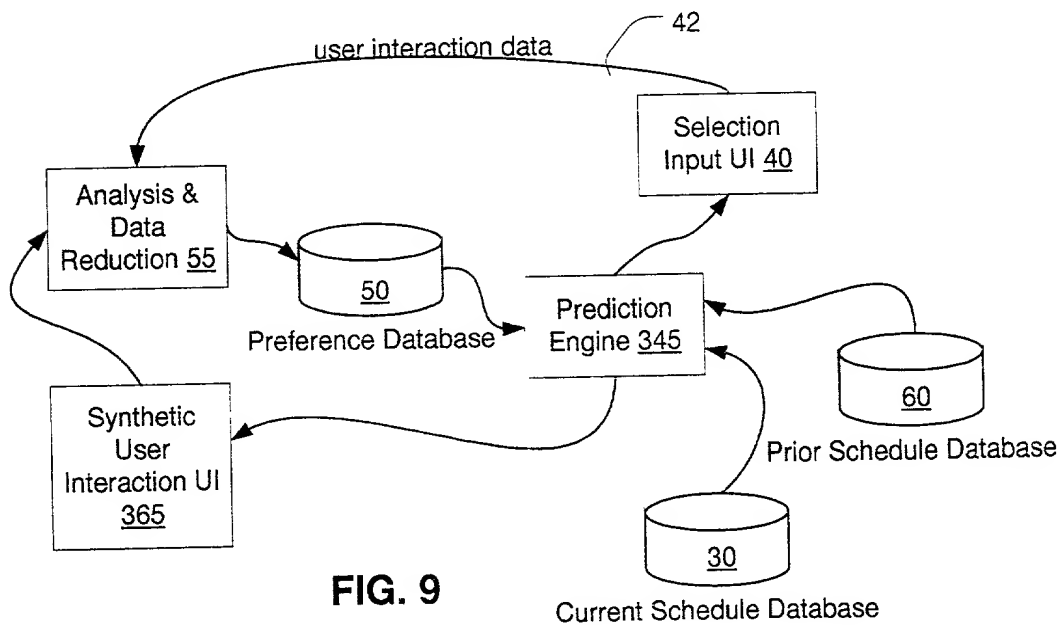 42
user interaction data
Selection
Input UI 40
Analysis &
Data
Reduction 55
50
Preference Database
Prediction
Engine 345
60
Prior Schedule Database
Synthetic
User
Interaction UI
365
30
Current Schedule Database
FIG. 9